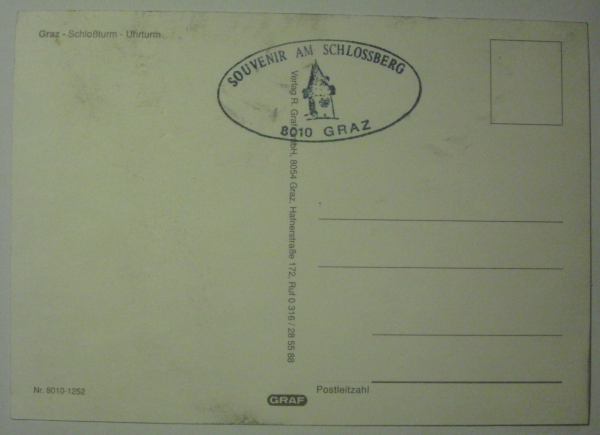 Graz - Schloßturm - Uhrturm
SOUVENIR AM SCHLOSSBERG
8010 GRAZ
Verlag R. Graf GmbH, 8054 Graz, Hafnerstraße 172, Ruf 0 316 / 28 55 88
Nr. 8010-1252
GRAF
Postleitzahl